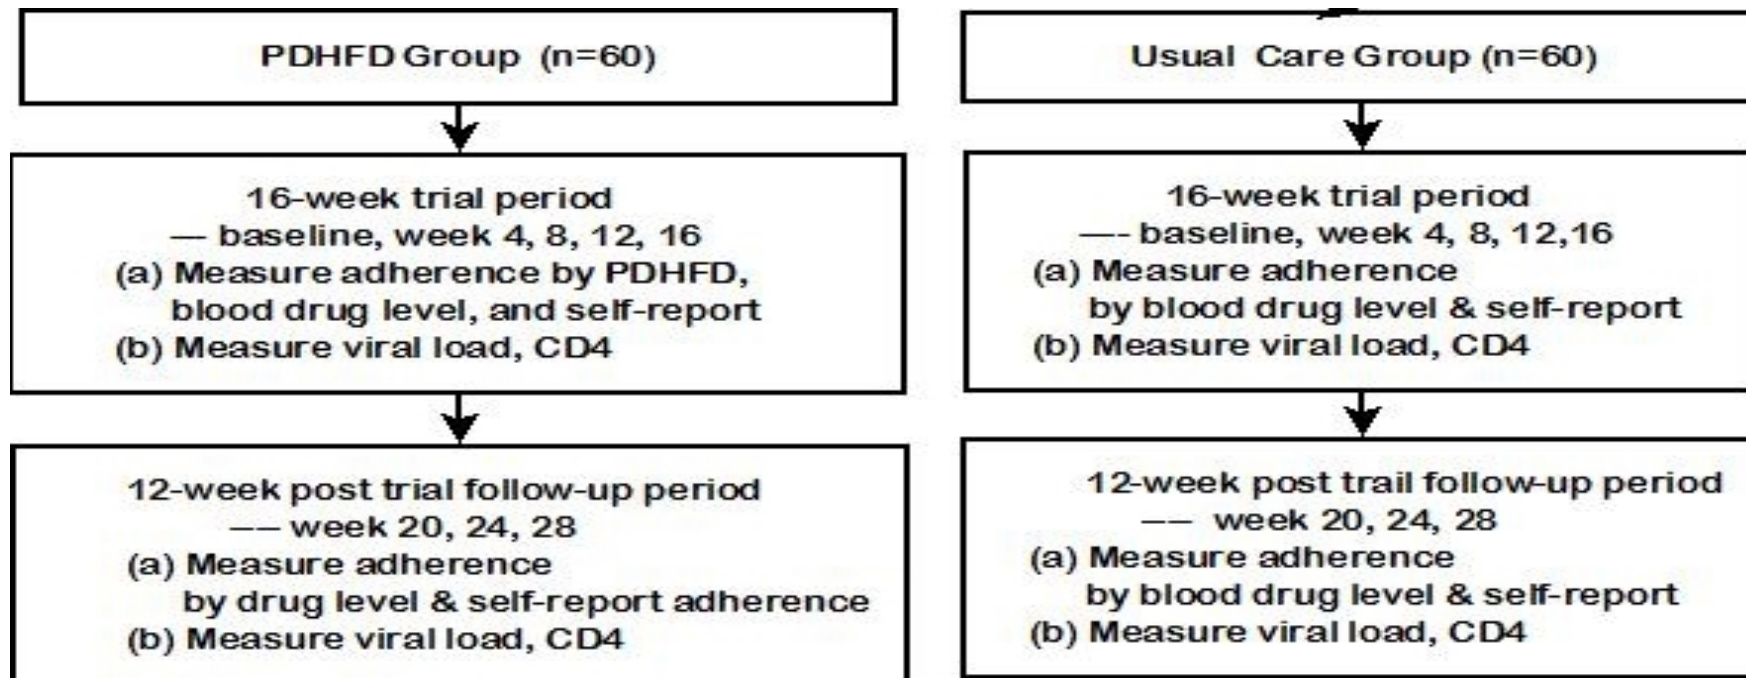 PDHFD Group (n=60)
16-week trial period
— baseline, week 4, 8, 12, 16
(a) Measure adherence by PDHFD,
blood drug level, and self-report
(b) Measure viral load, CD4
12-week post trial follow-up period
–– week 20, 24, 28
(a) Measure adherence
by drug level & self-report adherence
(b) Measure viral load, CD4
Usual Care Group (n=60)
16-week trial period
–- baseline, week 4, 8, 12,16
(a) Measure adherence
by blood drug level & self-report
(b) Measure viral load, CD4
12-week post trail follow-up period
–– week 20, 24, 28
(a) Measure adherence
by blood drug level & self-report
(b) Measure viral load, CD4